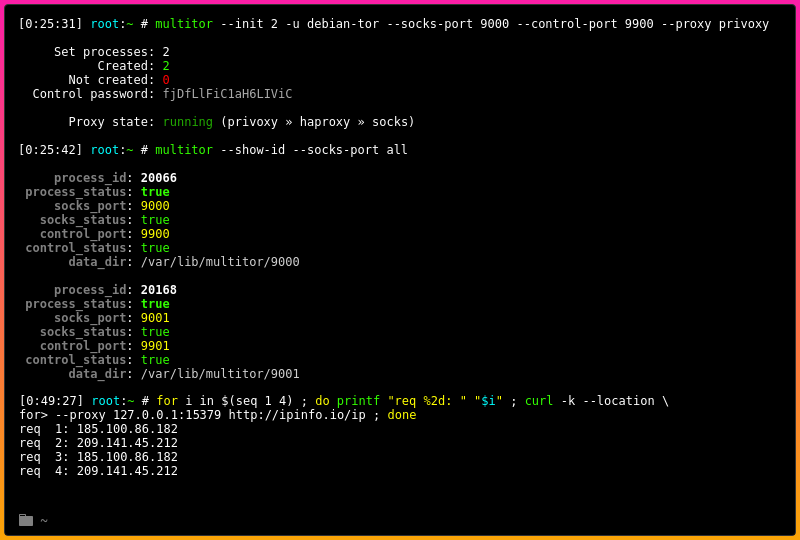 [0:25:31] root:~ # multitor --init 2 -u debian-tor --socks-port 9000 --control-port 9900 --proxy privoxy
Set processes: 2
Created: 2
Not created: 0
Control password: fjDfLlFiC1aH6LIViC
Proxy state: running (privoxy » haproxy » socks)
[0:25:42] root:~ # multitor --show-id --socks-port all
process_id: 20066
process_status: true
socks_port: 9000
socks_status: true
control_port: 9900
control_status: true
data_dir: /var/lib/multitor/9000
process_id: 20168
process_status: true
socks_port: 9001
socks_status: true
control_port: 9901
control_status: true
data_dir: /var/lib/multitor/9001
[0:49:27] root:~ # for i in $(seq 1 4) ; do printf "req %2d: " "$i" ; curl -k --location \
for> --proxy 127.0.0.1:15379 http://ipinfo.io/ip ; done
req  1: 185.100.86.182
req  2: 209.141.45.212
req  3: 185.100.86.182
req  4: 209.141.45.212
~